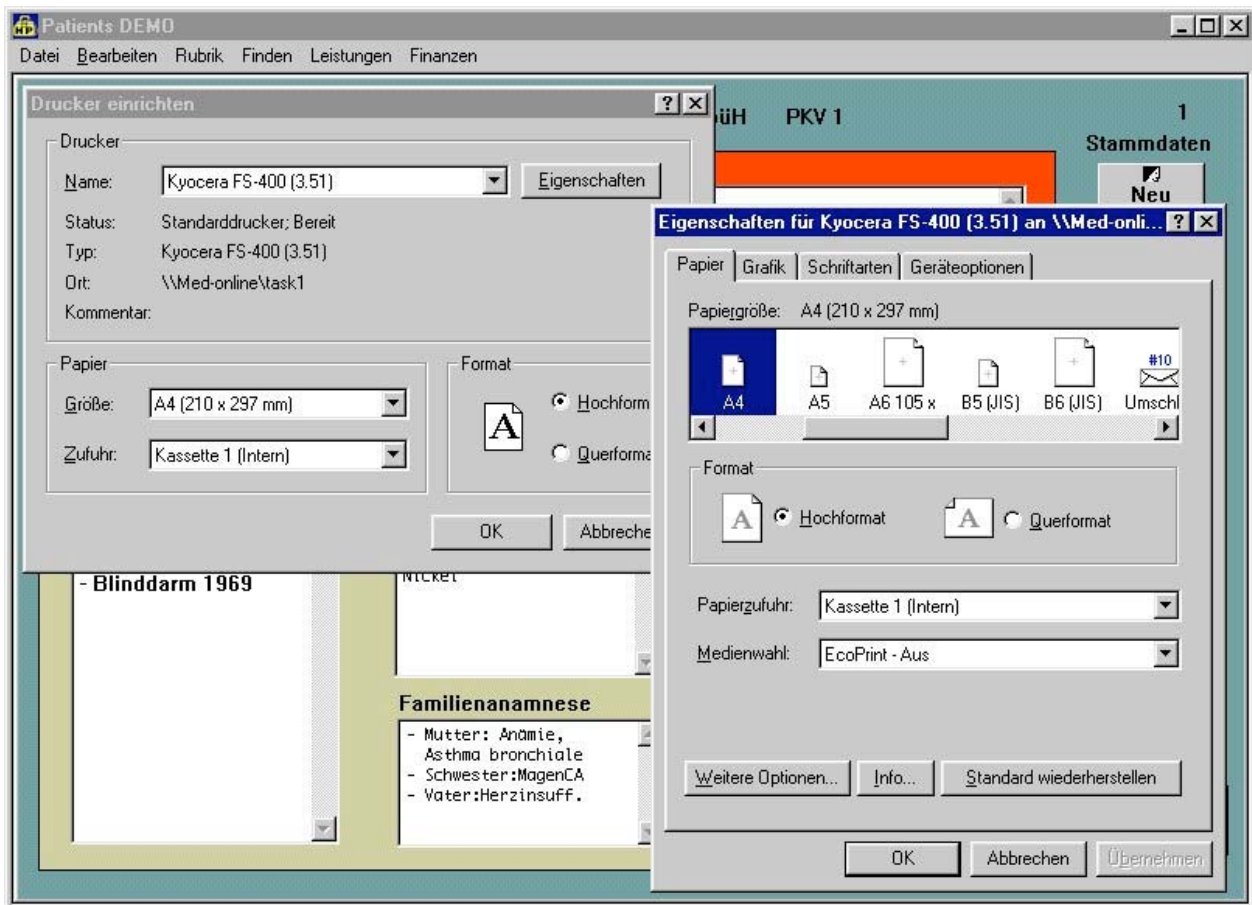 Patients DEMO
Datei Bearbeiten Rubrik Finden Leistungen Finanzen
PKV 1
1
Stammdaten
Neu
Drucker einrichten
Drucker
Name: Kyocera FS-400 (3.51) Eigenschaften
Status: Standarddrucker; Bereit
Typ: Kyocera FS-400 (3.51)
Ort: \\Med-online\task1
Kommentar:
Papier
Größe: A4 (210 x 297 mm)
Zufuhr: Kassette 1 (Intern)
Format
A
Hochform
Querforma
OK Abbreche
- Blinddarm 1969
Nickel
Familienanamnese
- Mutter: Anämie,
Asthma bronchiale
- Schwester:MagenCA
- Vater:Herzinsuff.
Eigenschaften für Kyocera FS-400 (3.51) an \\Med-onli...
Papier Grafik Schriftarten Geräteoptionen
Papiergröße: A4 (210 x 297 mm)
#10
A4 A5 A6 105 x B5 (JIS) B6 (JIS) Umschl
Format
A Hochformat A Querformat
Papierzufuhr: Kassette 1 (Intern)
Medienwahl: EcoPrint - Aus
Weitere Optionen... Info... Standard wiederherstellen
OK Abbrechen Übernehmen